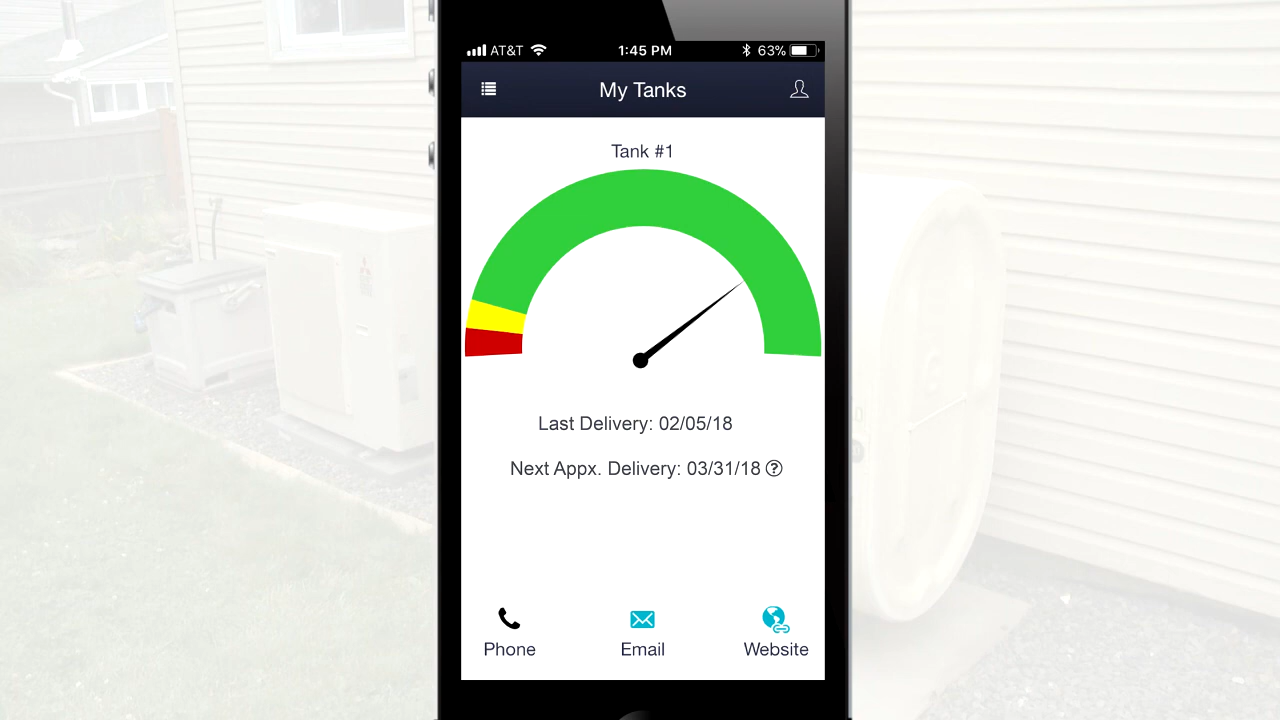 AT&T 1:45 PM 63%
My Tanks
Tank #1
Last Delivery: 02/05/18
Next Appx. Delivery: 03/31/18 ?
Phone Email Website